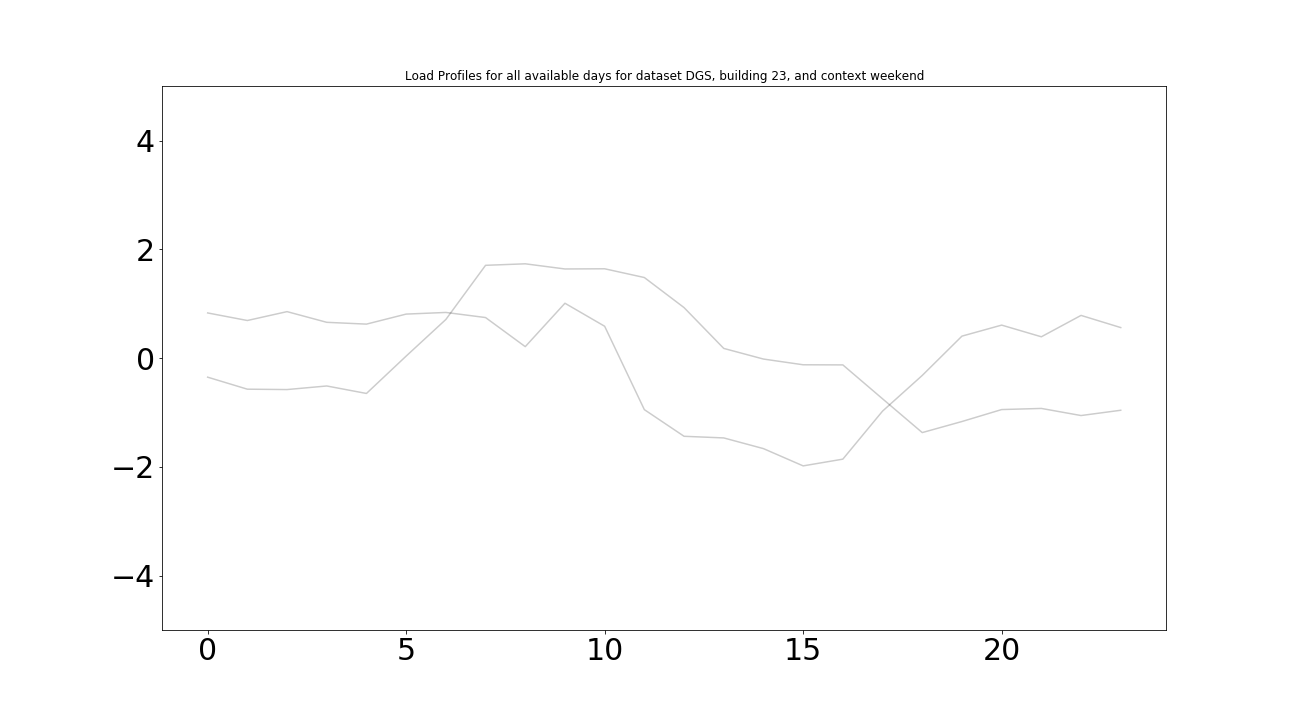 Load Profiles for all available days for dataset DGS, building 23, and context weekend
4
2
0
−2
−4
0 5 10 15 20